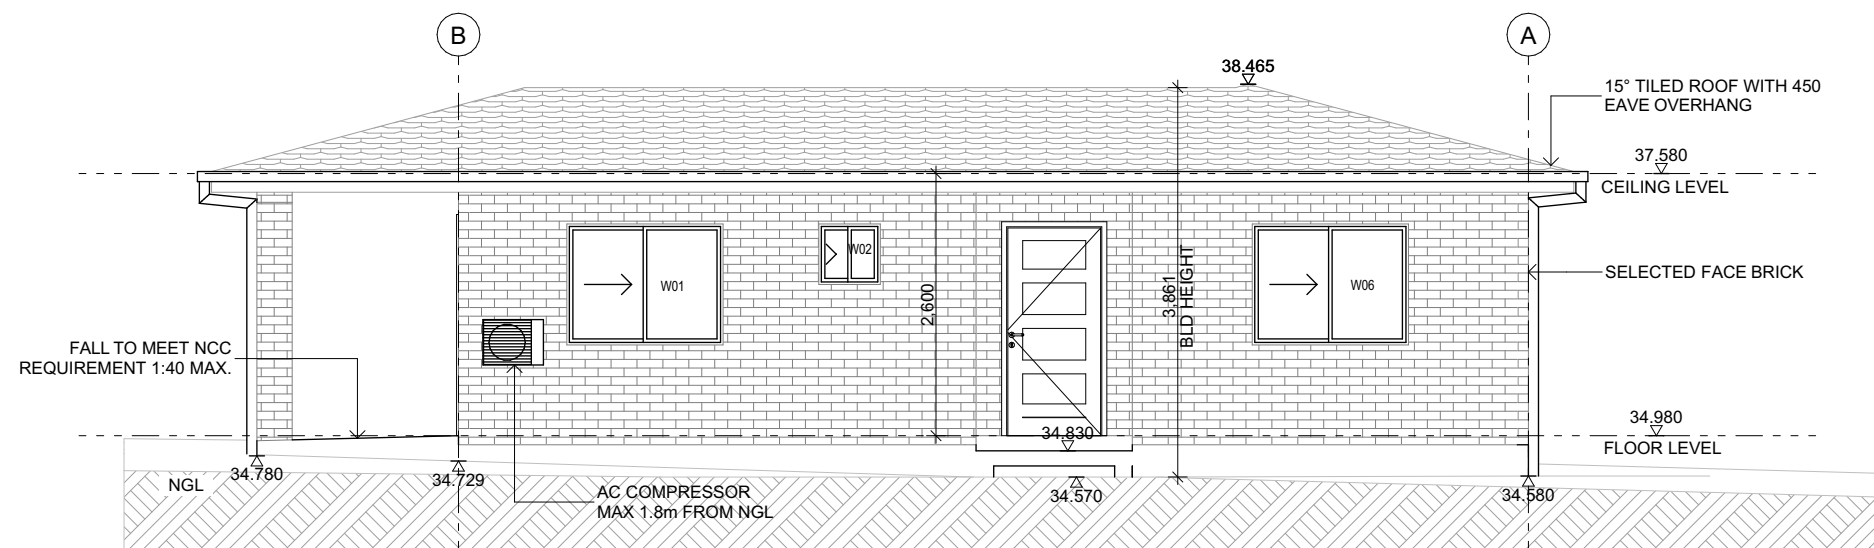 B
A
38.465
15° TILED ROOF WITH 450
EAVE OVERHANG
37.580
CEILING LEVEL
W02
W01
W06
SELECTED FACE BRICK
2,600
3,861
BLD HEIGHT
FALL TO MEET NCC
REQUIREMENT 1:40 MAX.
34.980
FLOOR LEVEL
34.830
34.780
34.729
NGL
AC COMPRESSOR
MAX 1.8m FROM NGL
34.570
34.580